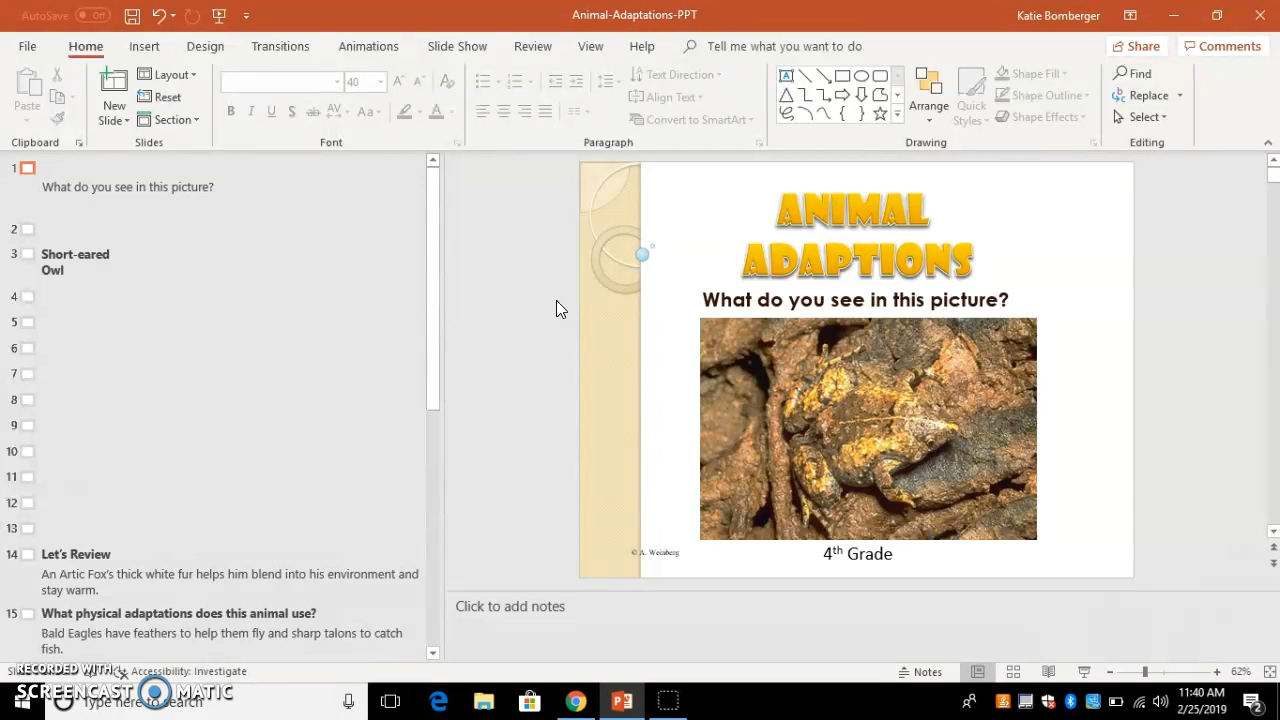 AutoSave Off
Animal-Adaptations-PPT
Katie Bomberger
File Home Insert Design Transitions Animations Slide Show Review View Help Tell me what you want to do Share Comments
Paste
New Slide
Layout
Reset
Section
40
B I U S abc AV Aa A
Text Direction
Align Text
Convert to SmartArt
Arrange
Quick Styles
Shape Fill
Shape Outline
Shape Effects
Find
Replace
Select
Clipboard Slides Font Paragraph Drawing Editing
1
What do you see in this picture?
2
3 Short-eared
Owl
4
5
6
7
8
9
10
11
12
13
14 Let's Review
An Artic Fox's thick white fur helps him blend into his environment and
stay warm.
15 What physical adaptations does this animal use?
Bald Eagles have feathers to help them fly and sharp talons to catch
fish.
ANIMAL
ADAPTIONS
What do you see in this picture?
© A. Weinberg
4th Grade
Click to add notes
Accessibility: Investigate
Notes
62%
RECORDED WITH
SCREENCAST MATIC
Type here to search
11:40 AM
2/25/2019
2